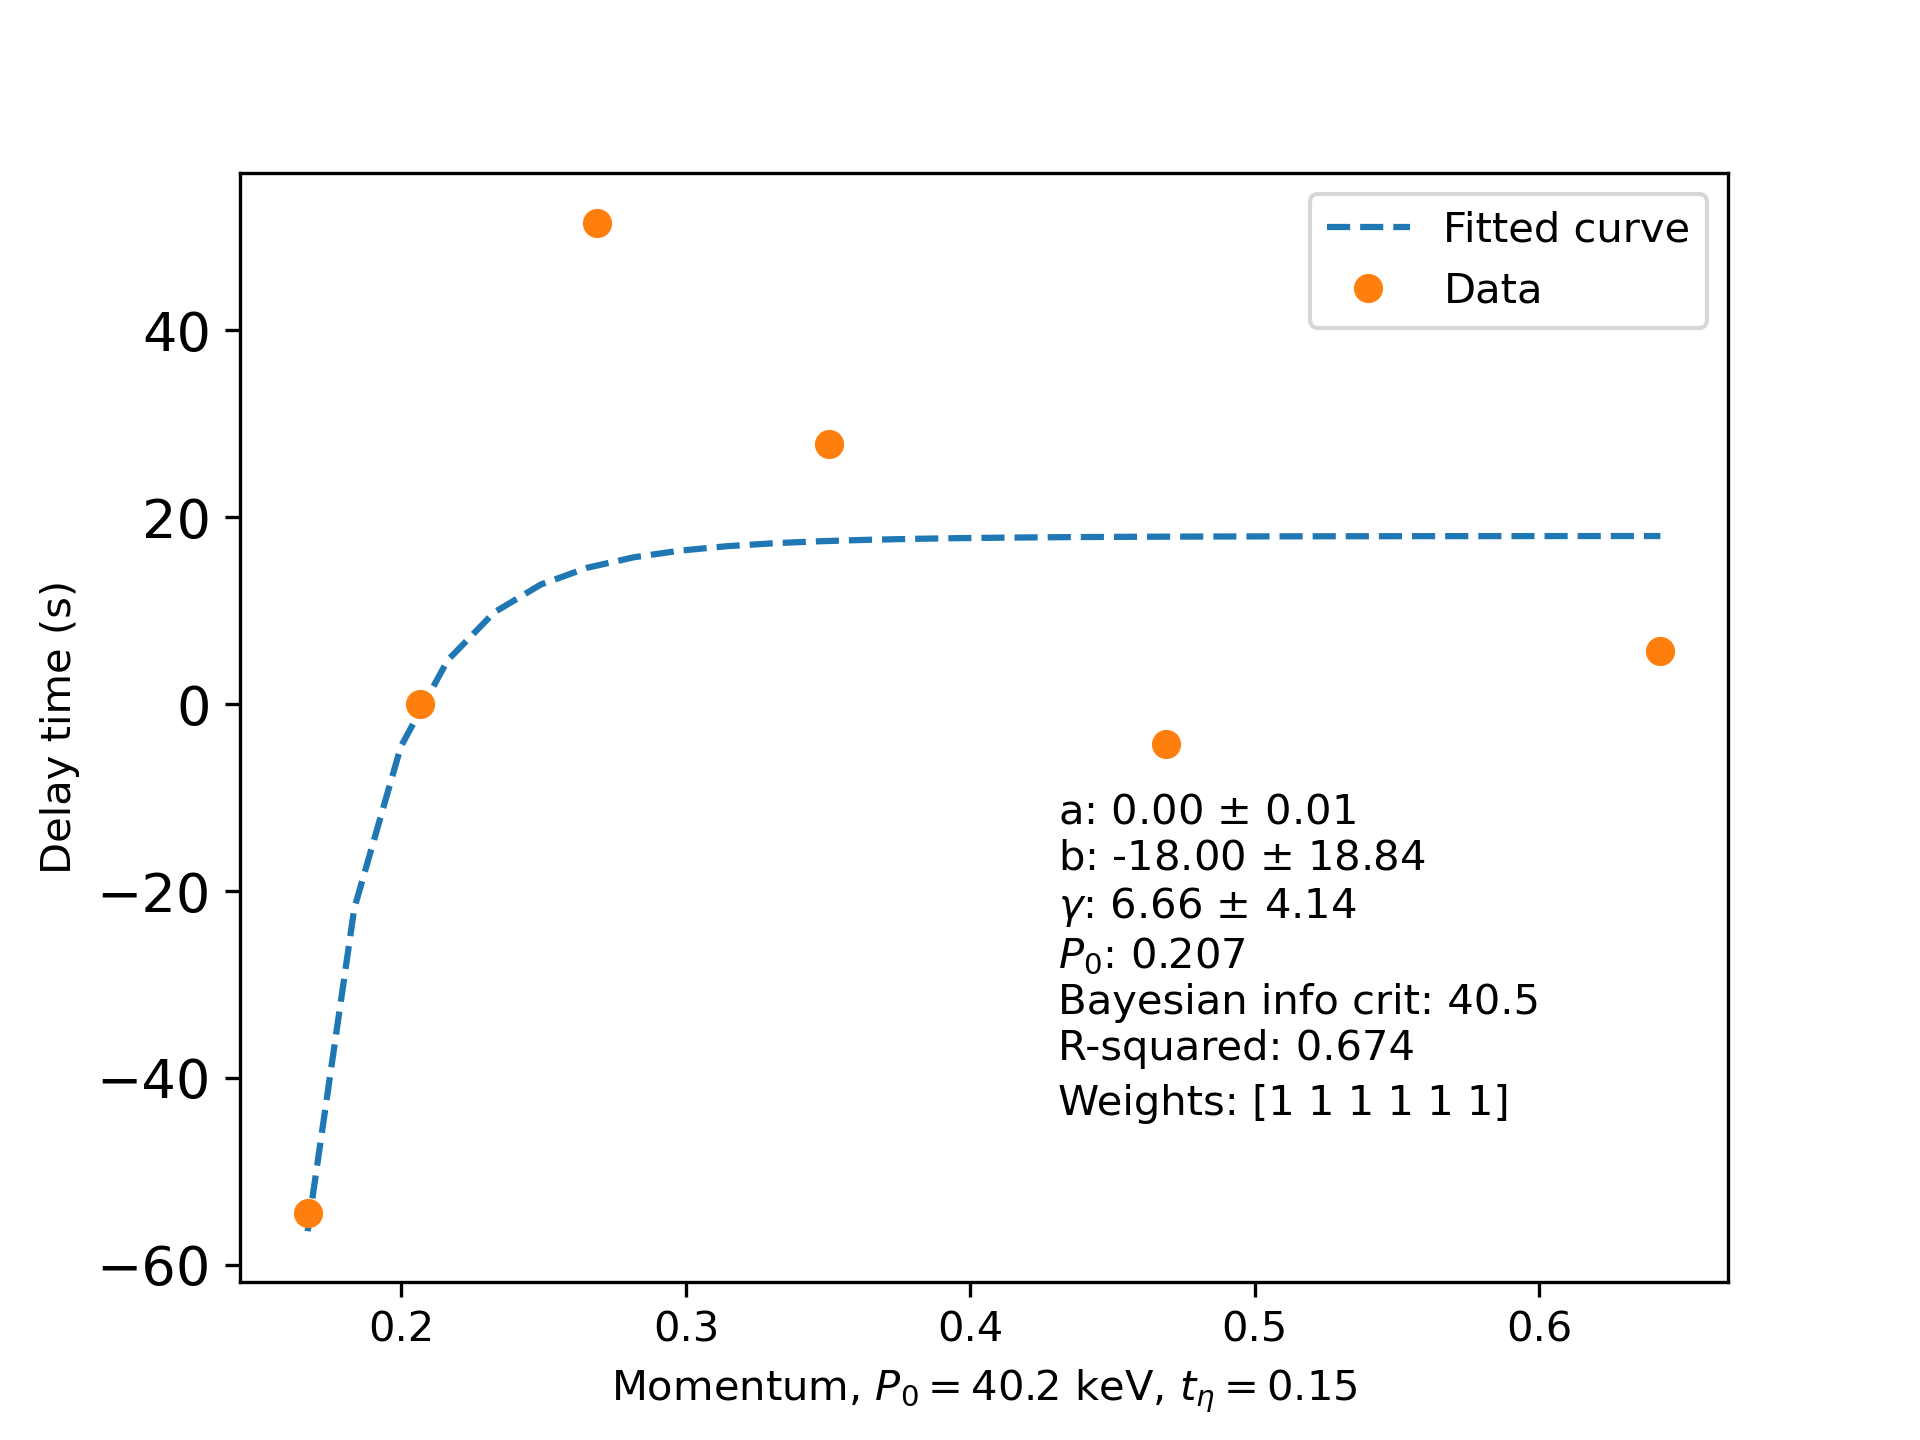 Fitted curve
Data
40
20
0
−20
−40
−60
Delay time (s)
a: 0.00 ± 0.01
b: -18.00 ± 18.84
γ: 6.66 ± 4.14
P₀: 0.207
Bayesian info crit: 40.5
R-squared: 0.674
Weights: [1 1 1 1 1 1]
0.2 0.3 0.4 0.5 0.6
Momentum, P₀ = 40.2 keV, tη = 0.15